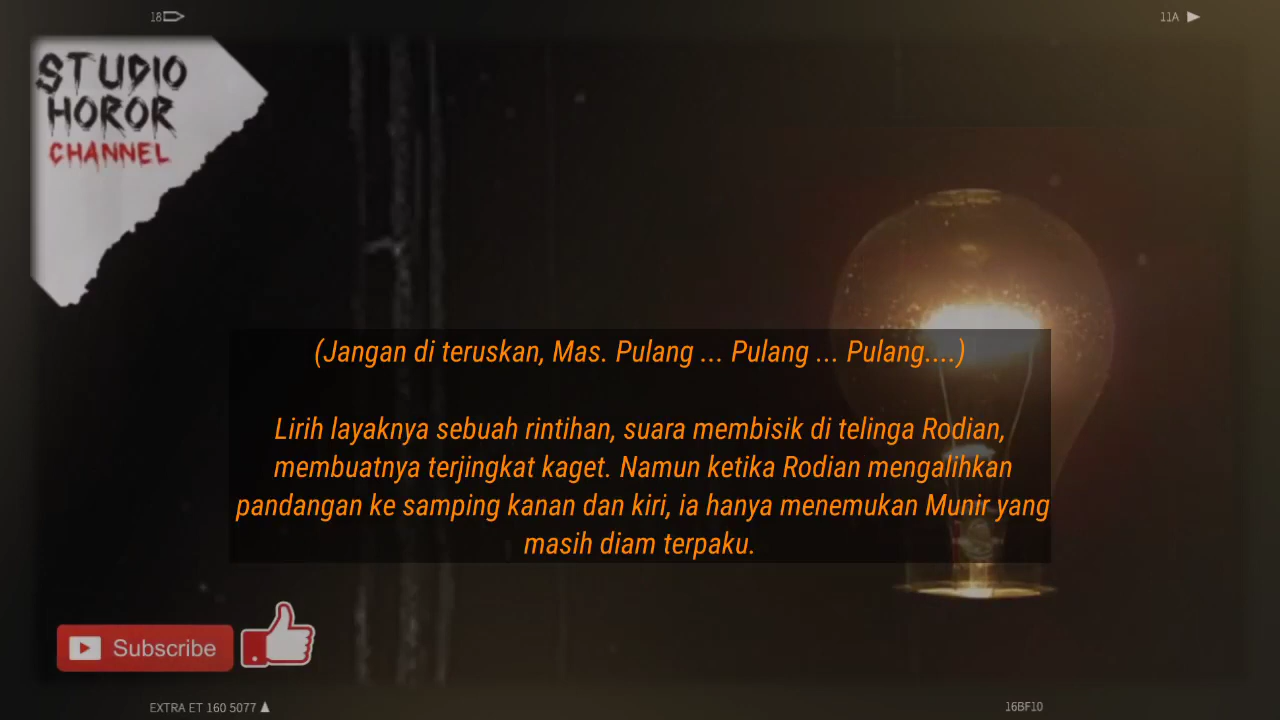 18
11A
STUDIO
HOROR
CHANNEL
(Jangan di teruskan, Mas. Pulang ... Pulang ... Pulang....)
Lirih layaknya sebuah rintihan, suara membisik di telinga Rodian,
membuatnya terjingkat kaget. Namun ketika Rodian mengalihkan
pandangan ke samping kanan dan kiri, ia hanya menemukan Munir yang
masih diam terpaku.
Subscribe
EXTRA ET 160 5077
16BF10